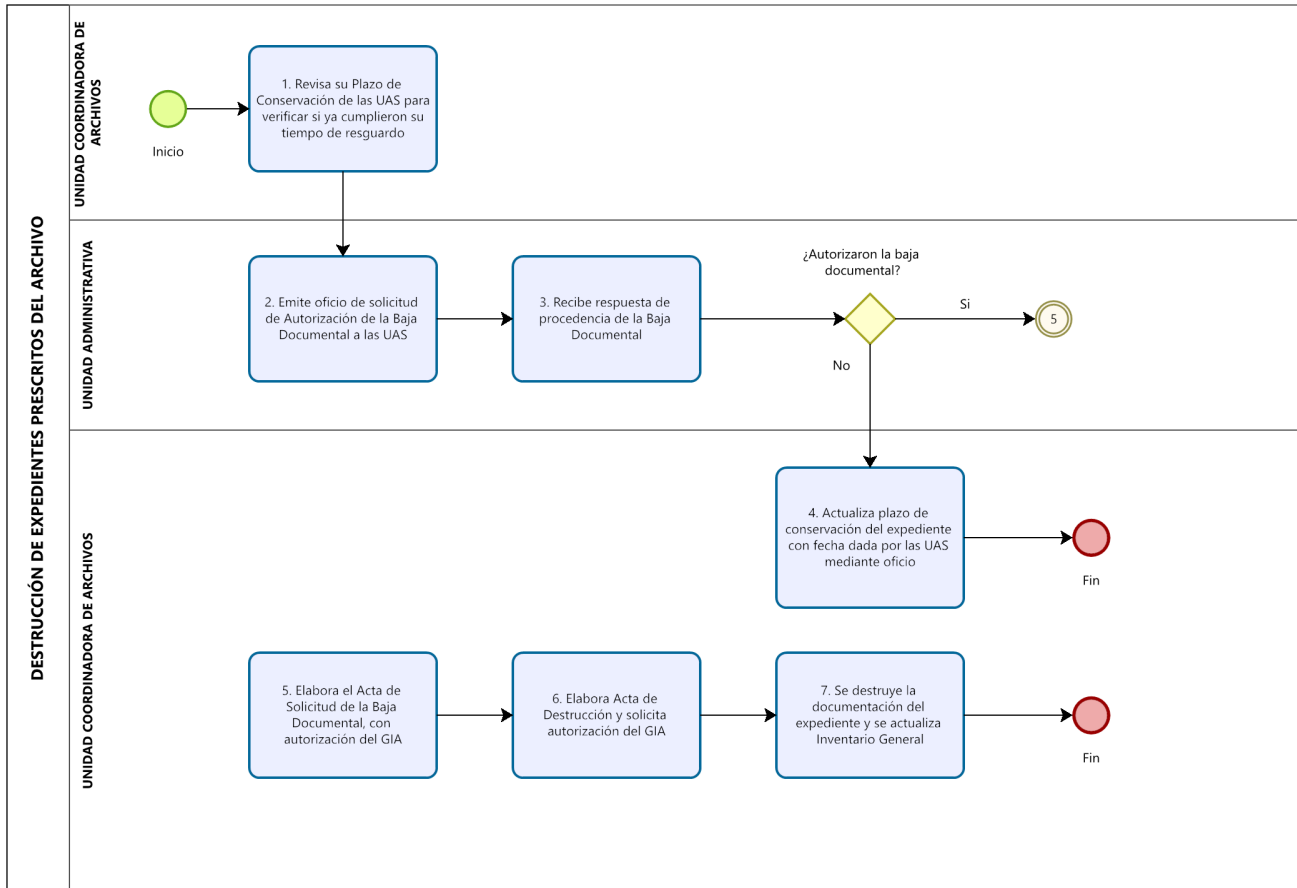 DESTRUCCIÓN DE EXPEDIENTES PRESCRITOS DEL ARCHIVO
UNIDAD COORDINADORA DE
ARCHIVOS
Inicio
1. Revisa su Plazo de
Conservación de las UAS para
verificar si ya cumplieron su
tiempo de resguardo
UNIDAD ADMINISTRATIVA
2. Emite oficio de solicitud
de Autorización de la Baja
Documental a las UAS
3. Recibe respuesta de
procedencia de la Baja
Documental
¿Autorizaron la baja
documental?
Si
5
No
UNIDAD COORDINADORA DE ARCHIVOS
4. Actualiza plazo de
conservación del expediente
con fecha dada por las UAS
mediante oficio
Fin
5. Elabora el Acta de
Solicitud de la Baja
Documental, con
autorización del GIA
6. Elabora Acta de
Destrucción y solicita
autorización del GIA
7. Se destruye la
documentación del
expediente y se actualiza
Inventario General
Fin